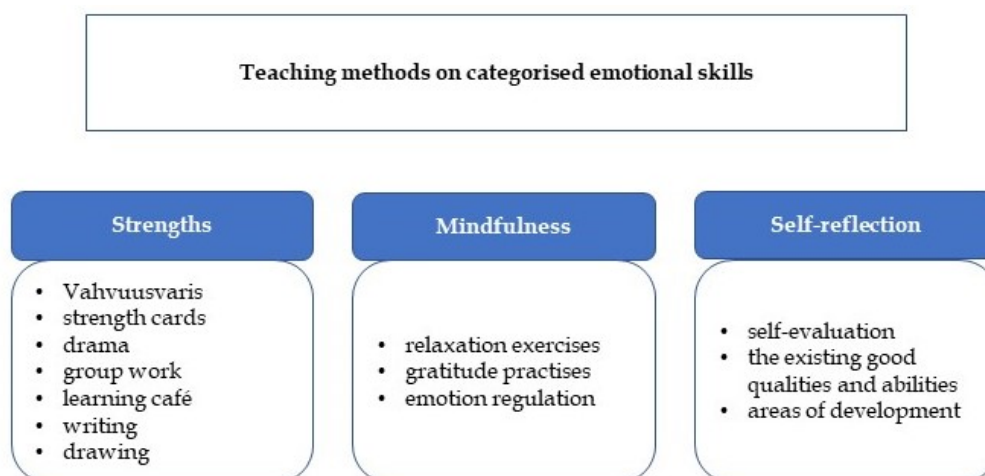 Teaching methods on categorised emotional skills
Strengths
• Vahvuusvaris
• strength cards
• drama
• group work
• learning café
• writing
• drawing
Mindfulness
• relaxation exercises
• gratitude practises
• emotion regulation
Self-reflection
• self-evaluation
• the existing good
qualities and abilities
• areas of development